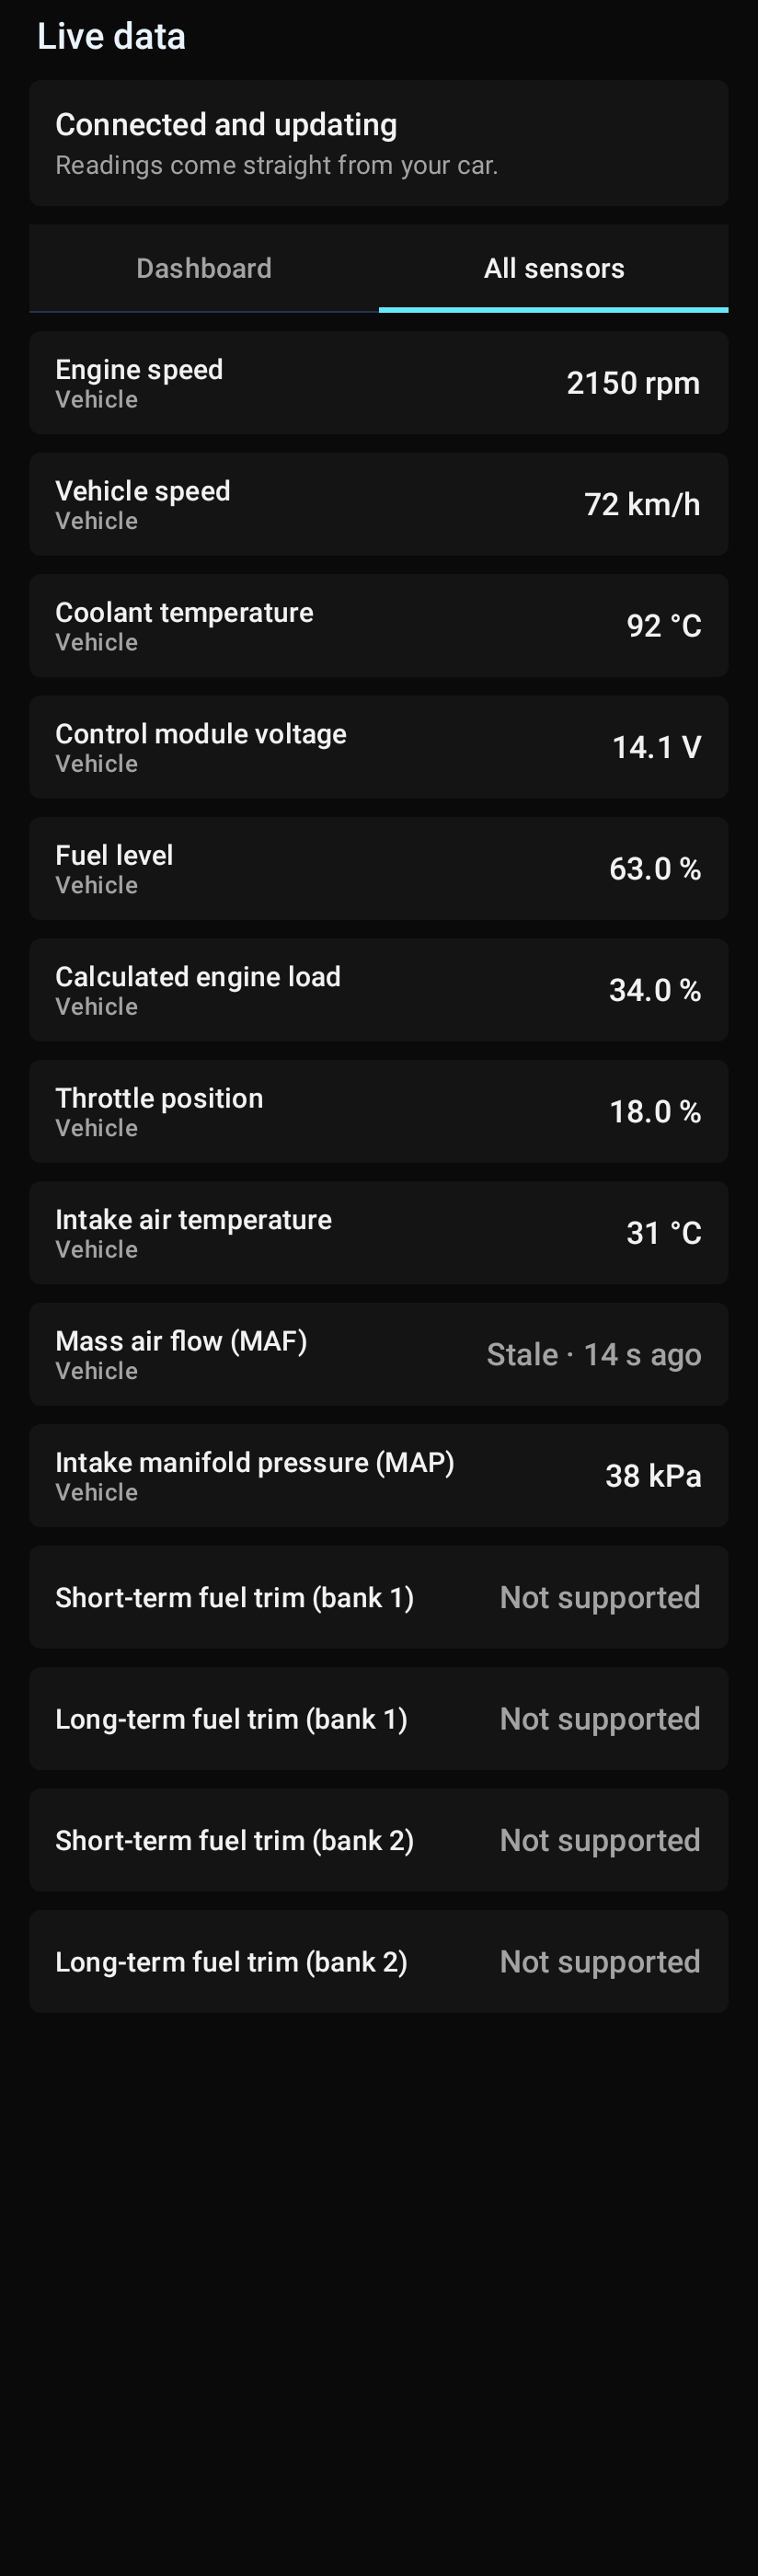 Live data
Connected and updating
Readings come straight from your car.
Dashboard
All sensors
Engine speed
Vehicle
2150 rpm
Vehicle speed
Vehicle
72 km/h
Coolant temperature
Vehicle
92 °C
Control module voltage
Vehicle
14.1 V
Fuel level
Vehicle
63.0 %
Calculated engine load
Vehicle
34.0 %
Throttle position
Vehicle
18.0 %
Intake air temperature
Vehicle
31 °C
Mass air flow (MAF)
Vehicle
Stale · 14 s ago
Intake manifold pressure (MAP)
Vehicle
38 kPa
Short-term fuel trim (bank 1)
Not supported
Long-term fuel trim (bank 1)
Not supported
Short-term fuel trim (bank 2)
Not supported
Long-term fuel trim (bank 2)
Not supported